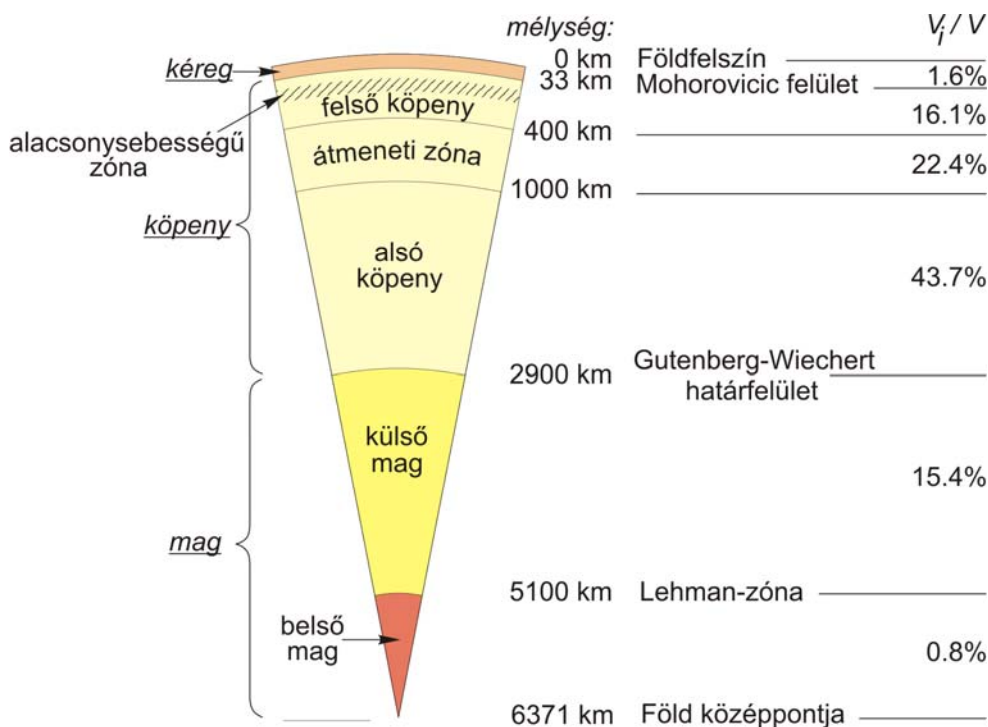 mélység:
V_i / V
0 km Földfelszín
kéreg
33 km Mohorovicic felület 1.6%
felső köpeny
16.1%
alacsonysebességű
zóna
400 km
átmeneti zóna
22.4%
1000 km
köpeny
alsó
köpeny
43.7%
2900 km Gutenberg-Wiechert
határfelület
külső
mag
15.4%
mag
5100 km Lehman-zóna
belső
mag
0.8%
6371 km Föld középpontja